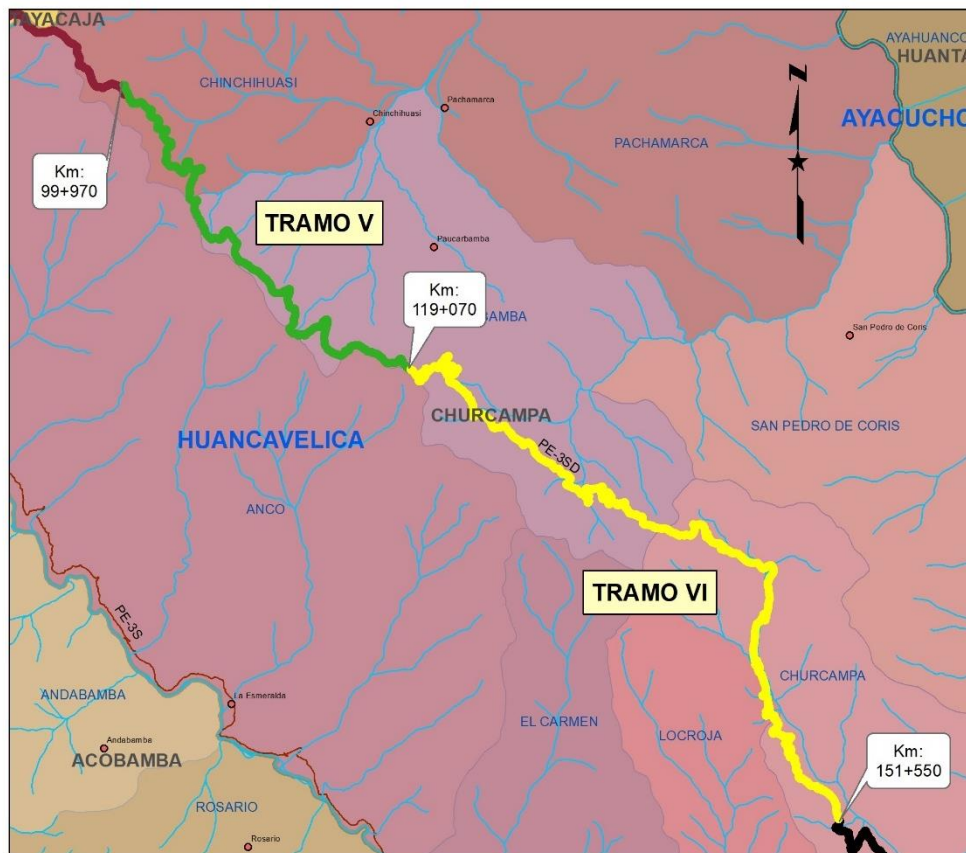 TAYACAJA
AYAHUANCO
HUANTA
CHINCHIHUASI
Chinchihuasi
Pachamarca
AYACUCHO
PACHAMARCA
N
Km:
99+970
TRAMO V
Paucarbamba
Km:
119+070
BAMBA
San Pedro de Coris
CHURCAMPA
SAN PEDRO DE CORIS
HUANCAVELICA
PE-3SD
ANCO
TRAMO VI
PE-3S
CHURCAMPA
ANDABAMBA
La Esmeralda
EL CARMEN
LOCROJA
Andabamba
ACOBAMBA
Km:
151+550
ROSARIO
Rosario